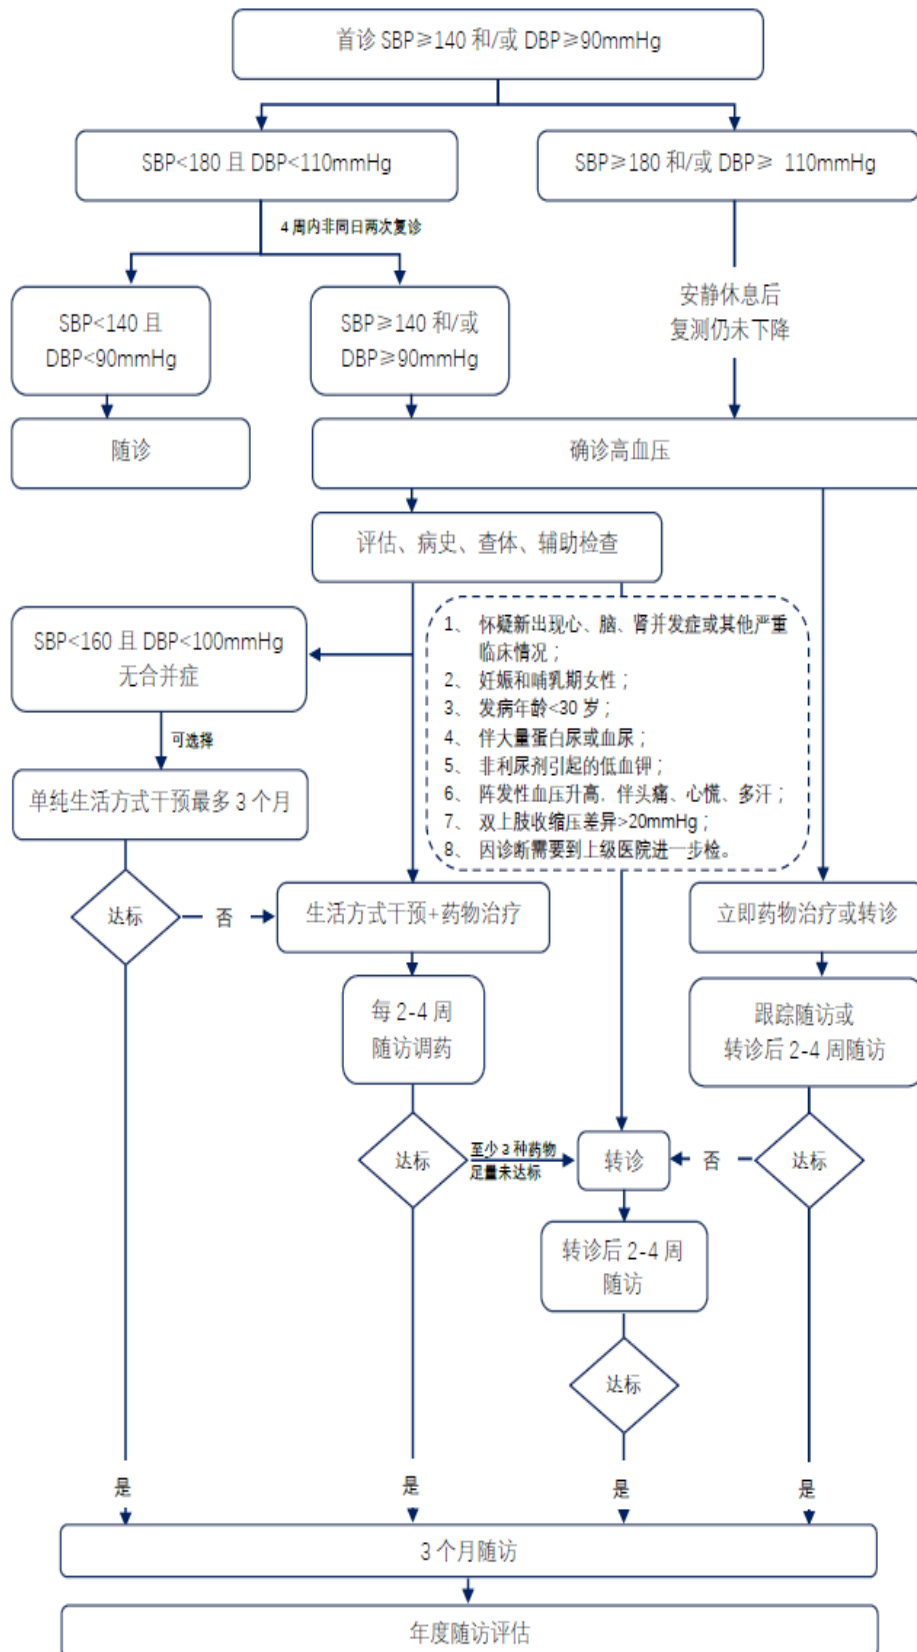 首诊 SBP≥140 和/或 DBP≥90mmHg
SBP<180 且 DBP<110mmHg
SBP≥180 和/或 DBP≥ 110mmHg
4 周内非同日两次复诊
安静休息后
复测仍未下降
SBP<140 且
DBP<90mmHg
SBP≥140 和/或
DBP≥90mmHg
随诊
确诊高血压
评估、病史、查体、辅助检查
SBP<160 且 DBP<100mmHg
无合并症
1、 怀疑新出现心、脑、肾并发症或其他严重
临床情况；
2、 妊娠和哺乳期女性；
3、 发病年龄<30 岁；
4、 伴大量蛋白尿或血尿；
5、 非利尿剂引起的低血钾；
6、 阵发性血压升高，伴头痛、心慌、多汗；
7、 双上肢收缩压差异>20mmHg；
8、 因诊断需要到上级医院进一步检。
可选择
单纯生活方式干预最多 3 个月
达标
否
生活方式干预+药物治疗
立即药物治疗或转诊
每 2-4 周
随访调药
跟踪随访或
转诊后 2-4 周随访
达标
至少 3 种药物
足量未达标
转诊
否
达标
转诊后 2-4 周
随访
达标
是
是
是
是
3 个月随访
年度随访评估